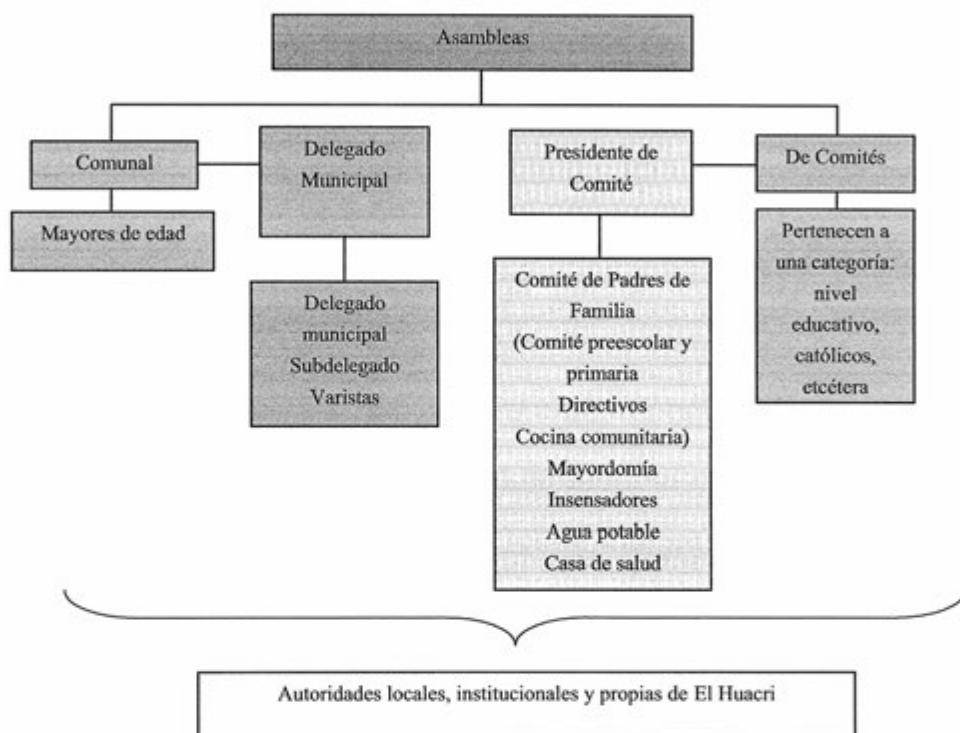 Asambleas
Comunal
Mayores de edad
Delegado
Municipal
Delegado
municipal
Subdelegado
Varistas
Presidente de
Comité
Comité de Padres de
Familia
(Comité preescolar y
primaria
Directivos
Cocina comunitaria)
Mayordomía
Insensadores
Agua potable
Casa de salud
De Comités
Pertenecen a
una categoría:
nivel
educativo,
católicos,
etcétera
Autoridades locales, institucionales y propias de El Huacri